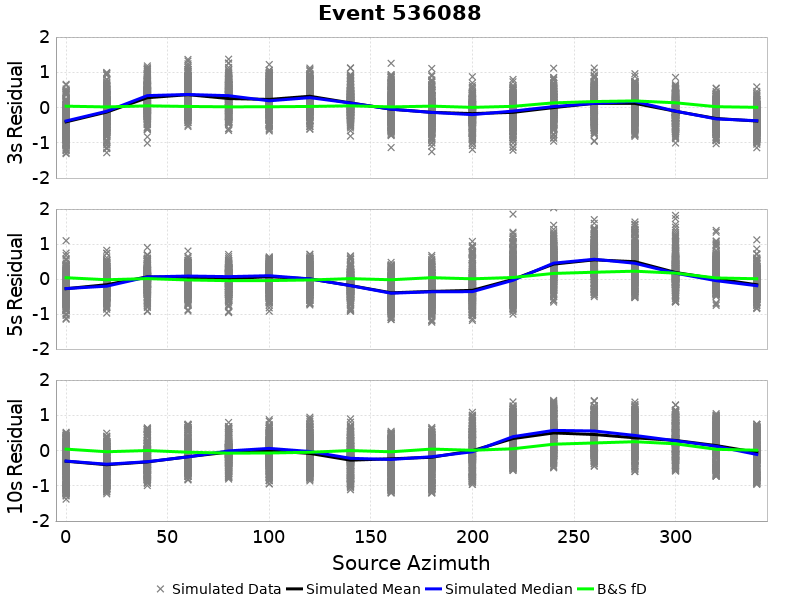 Event 536088
3s Residual
2
1
0
-1
-2
5s Residual
2
1
0
-1
-2
10s Residual
2
1
0
-1
-2
0 50 100 150 200 250 300
Source Azimuth
Simulated Data Simulated Mean Simulated Median B&S fD